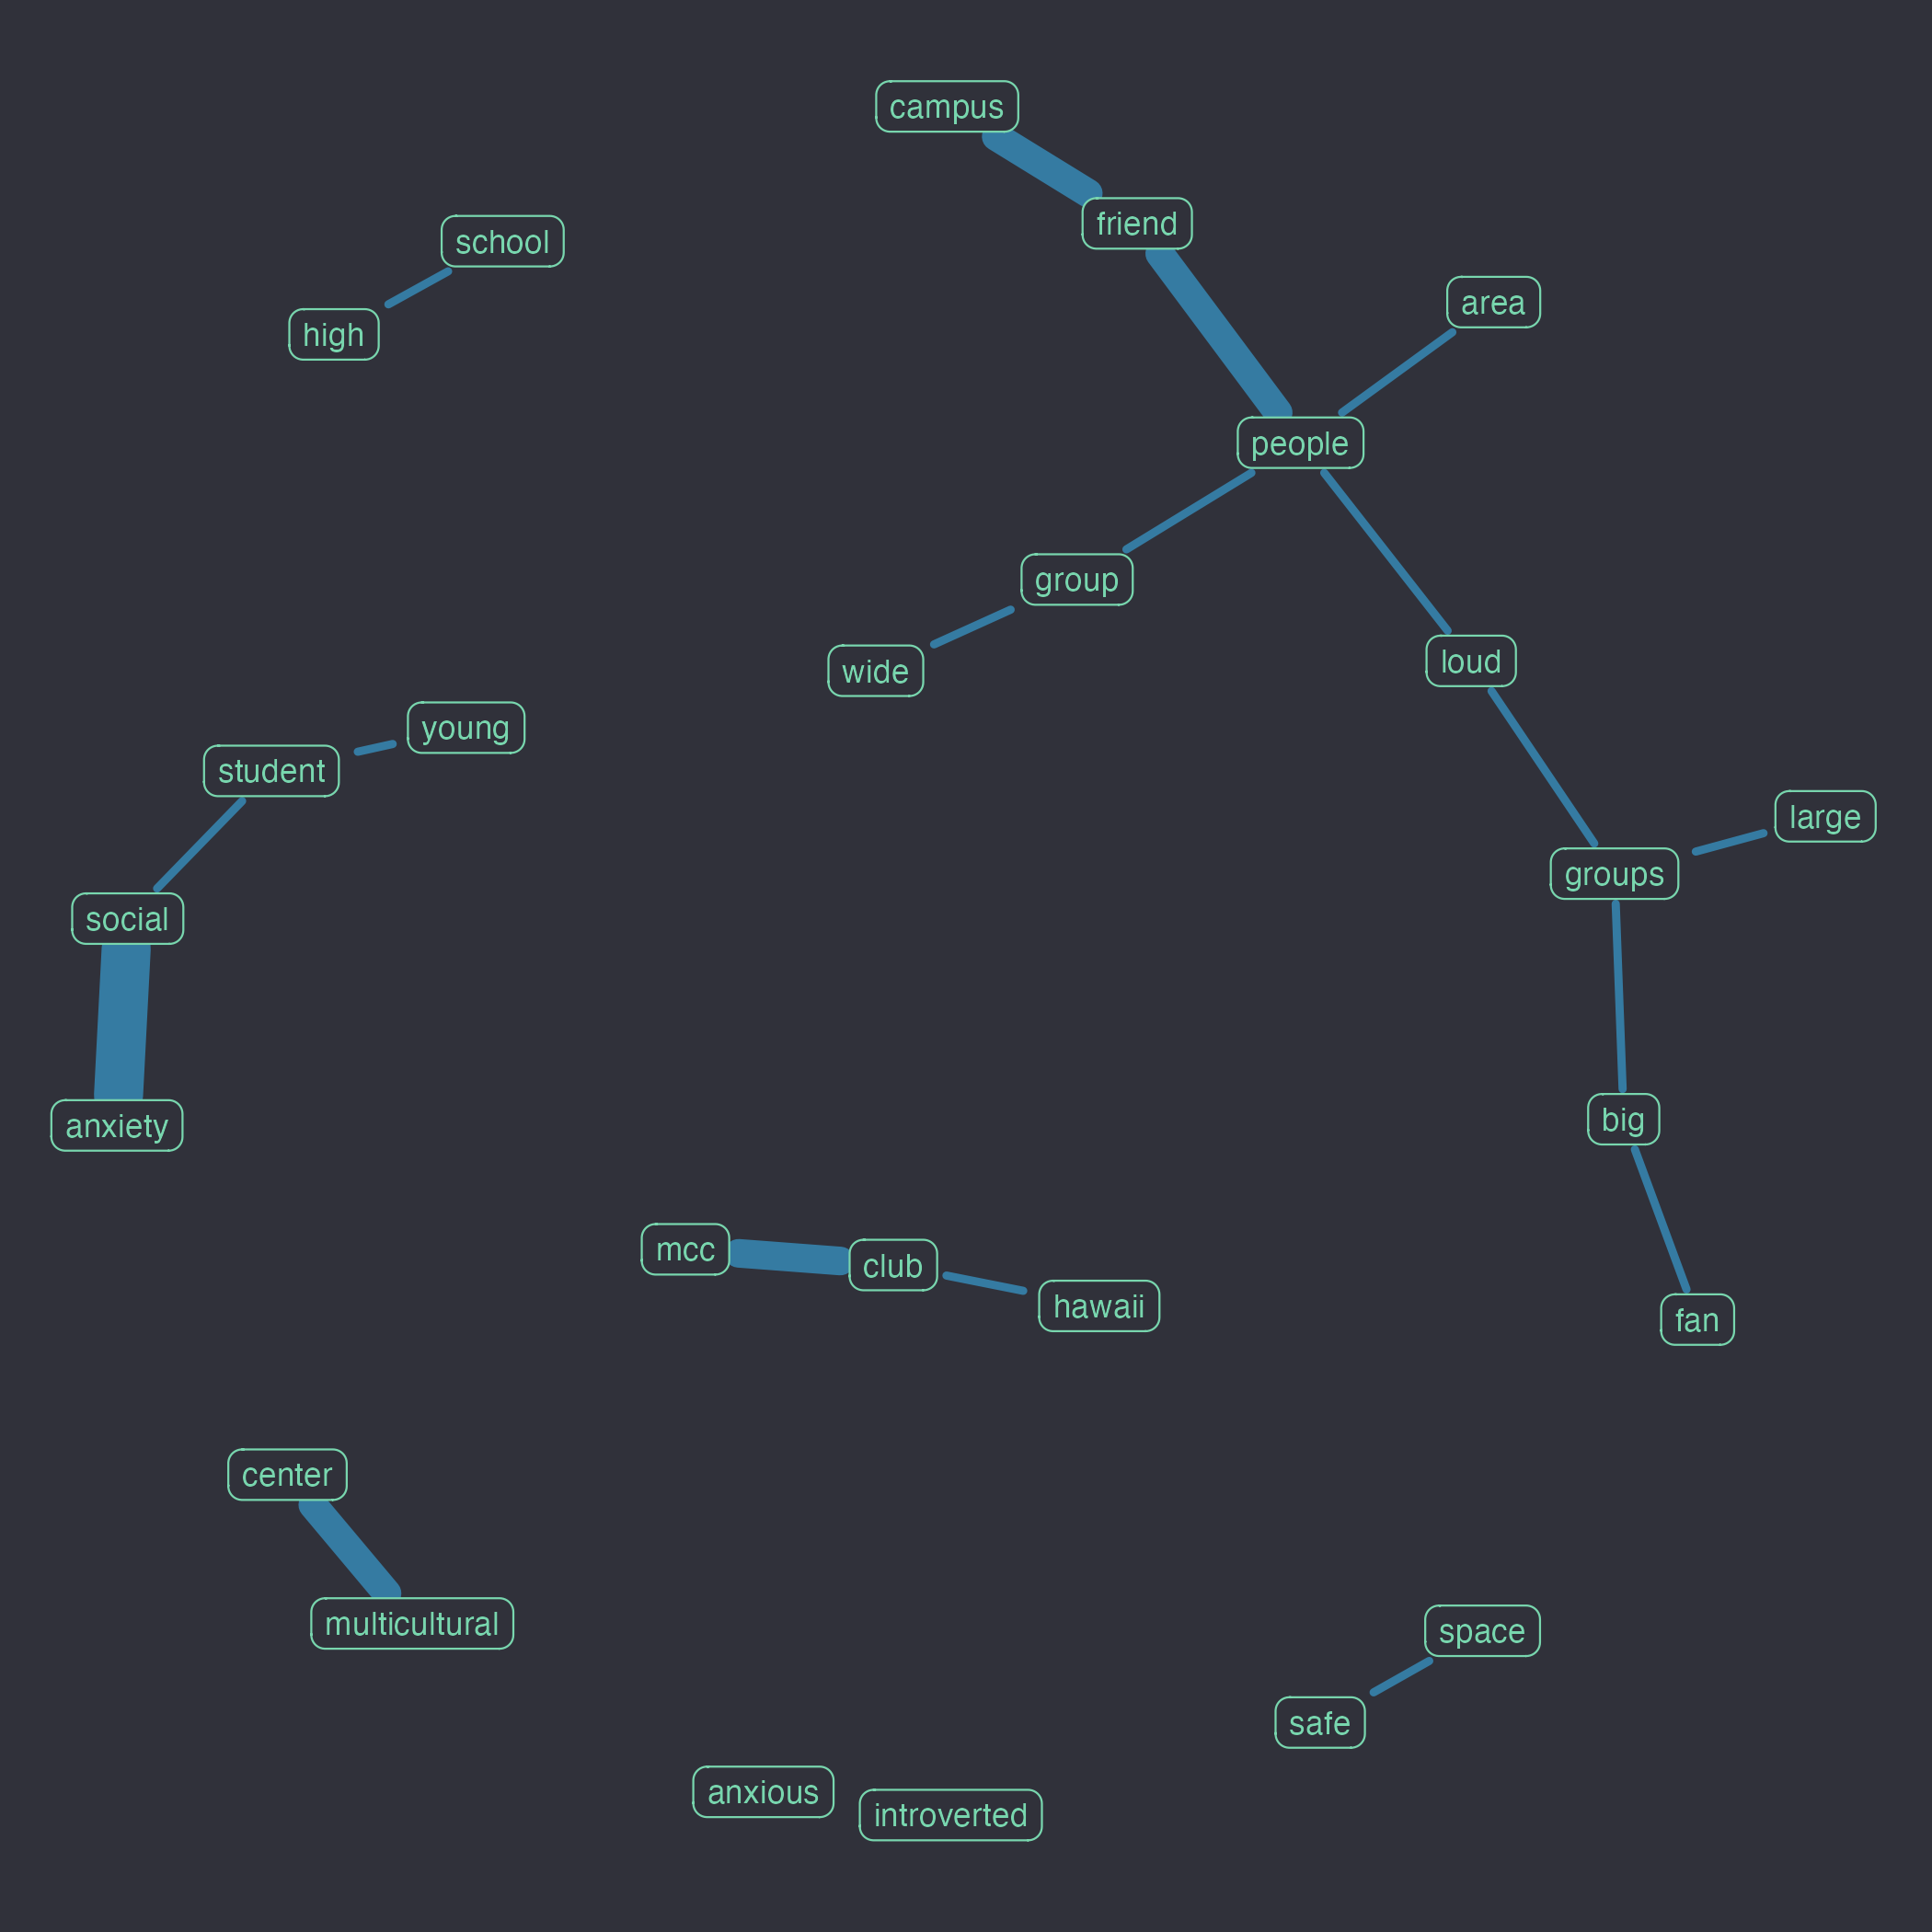 campus
friend
school
area
high
people
group
loud
wide
young
student
large
groups
social
big
anxiety
mcc
club
hawaii
fan
center
multicultural
space
safe
anxious
introverted